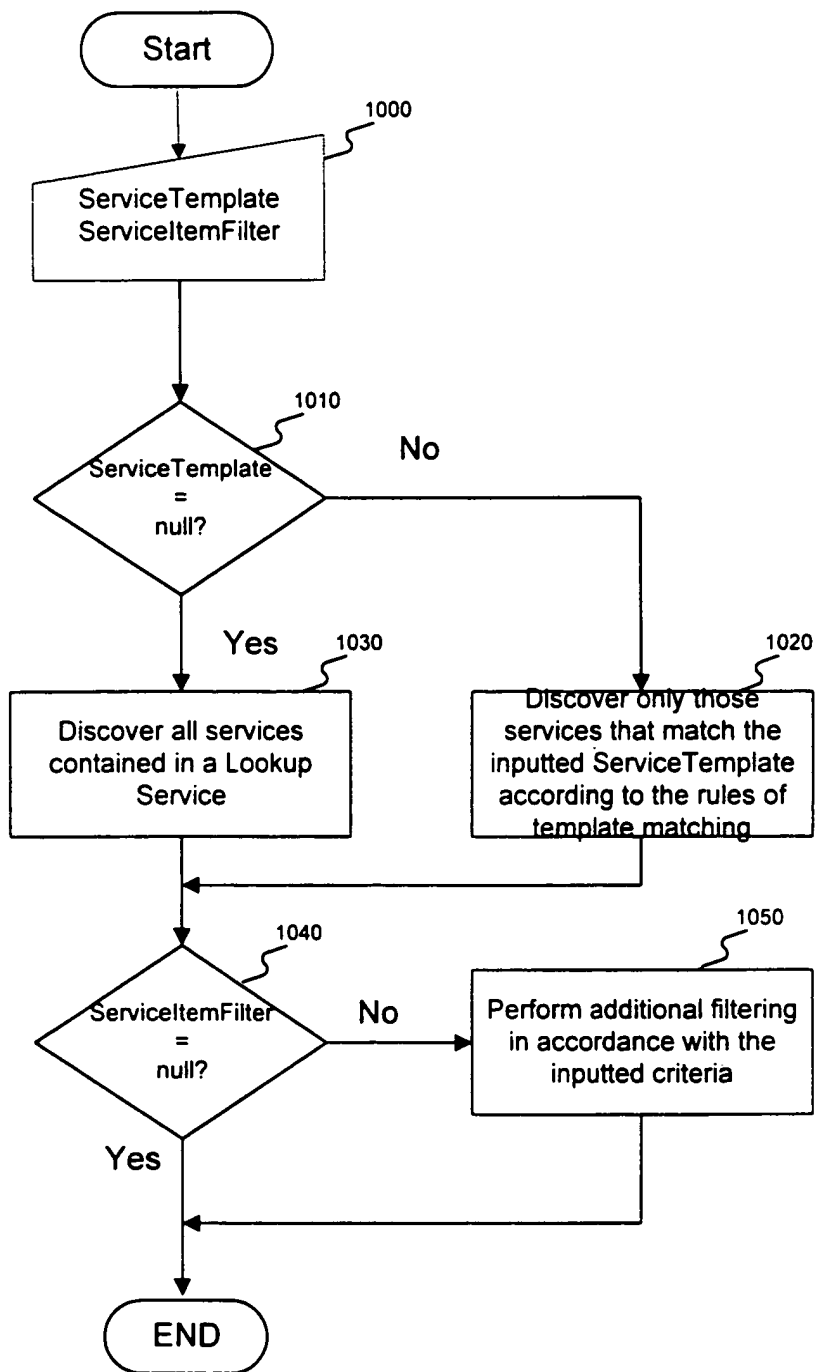 Start
1000
ServiceTemplate
ServiceItemFilter
1010
ServiceTemplate
=
null?
No
Yes
1030
Discover all services
contained in a Lookup
Service
1020
Discover only those
services that match the
inputted ServiceTemplate
according to the rules of
template matching
1040
ServiceItemFilter
=
null?
No
Yes
1050
Perform additional filtering
in accordance with the
inputted criteria
END